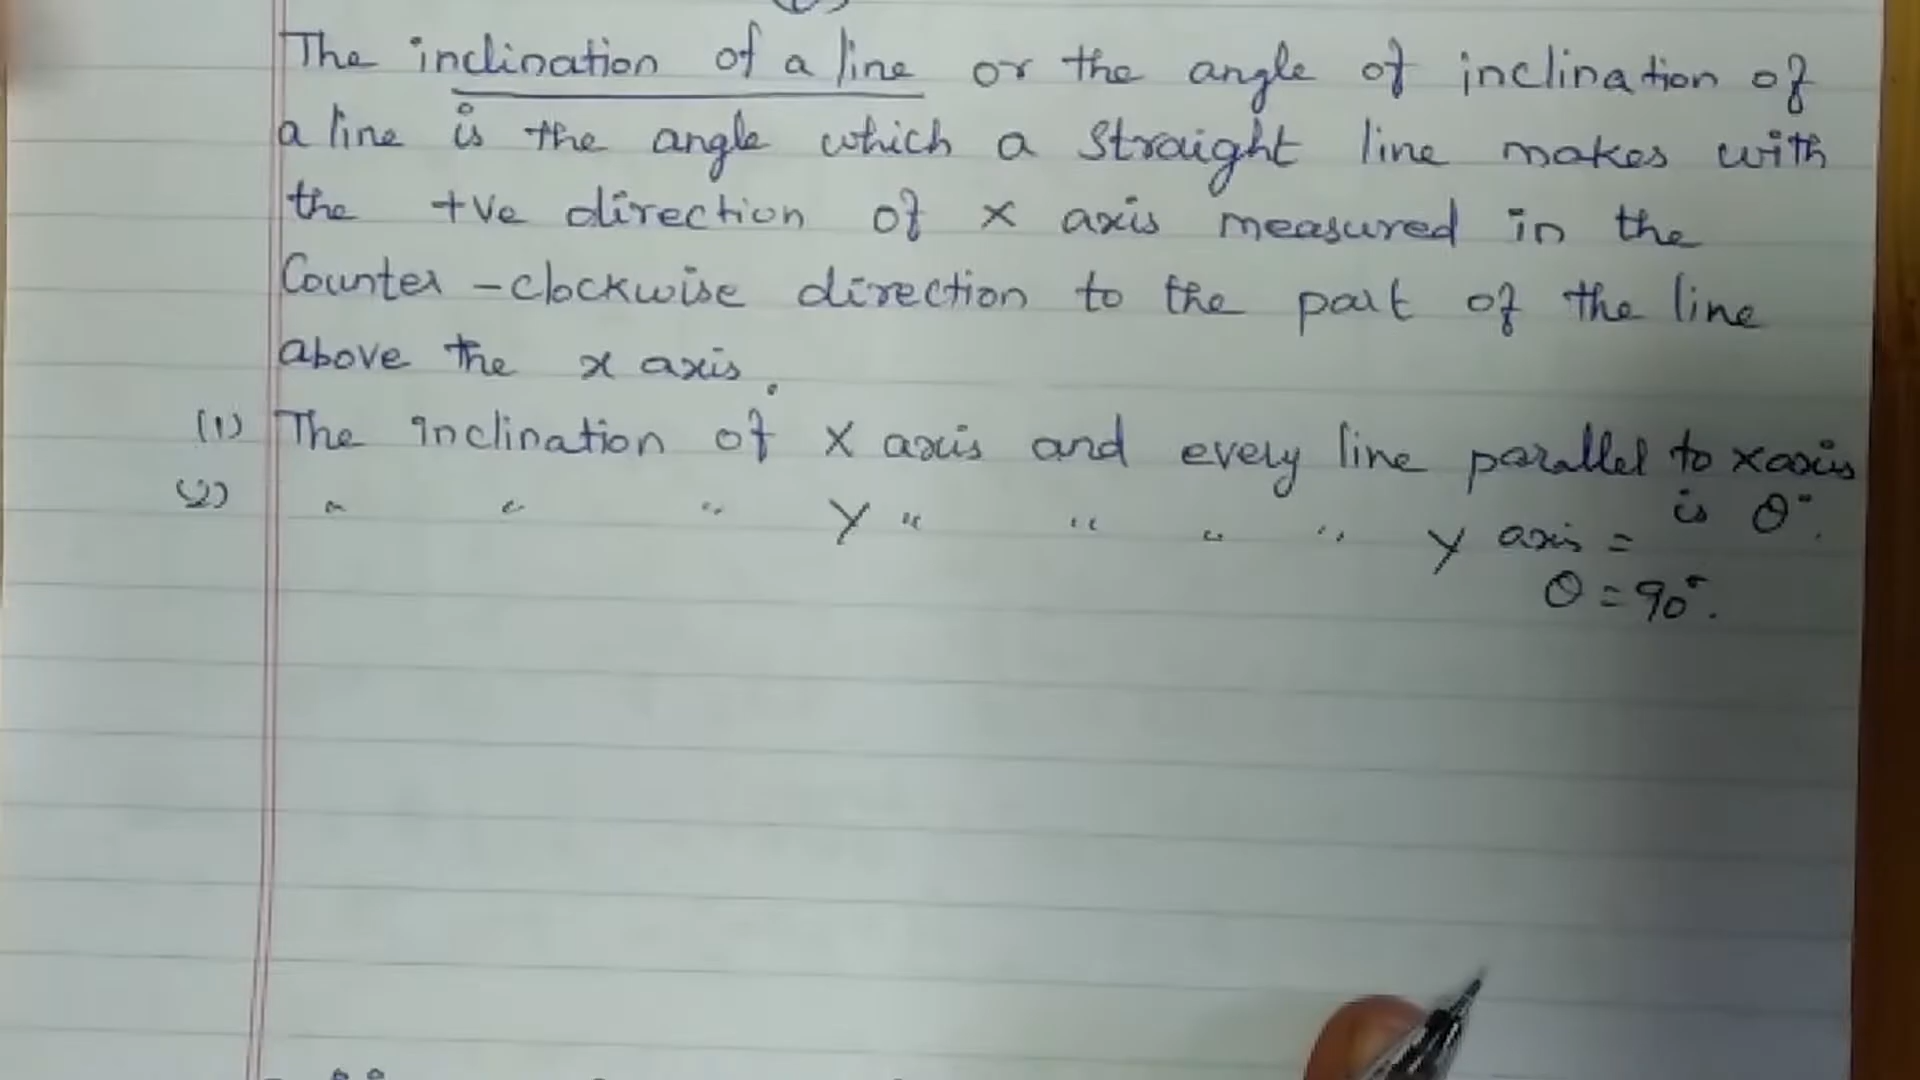 The inclination of a line or the angle of inclination of
a line is the angle which a straight line makes with
the +ve direction of x axis measured in the
Counter-clockwise direction to the part of the line
above the x axis.
(1) The inclination of X axis and every line parallel to x axis
is 0°.
(2) " " " Y " " " " Y axis =
θ = 90°.